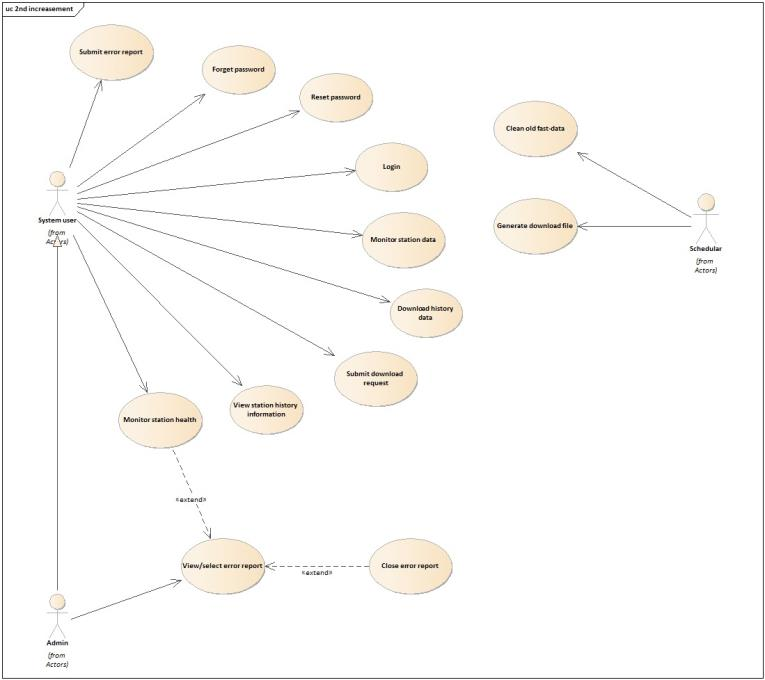 uc 2nd increasement
Submit error report
Forget password
Reset password
Clean old fast-data
Login
System user
(from
Actors)
Monitor station data
Generate download file
Schedular
(from
Actors)
Download history
data
Submit download
request
View station history
information
Monitor station health
«extend»
View/select error report
«extend»
Close error report
Admin
(from
Actors)